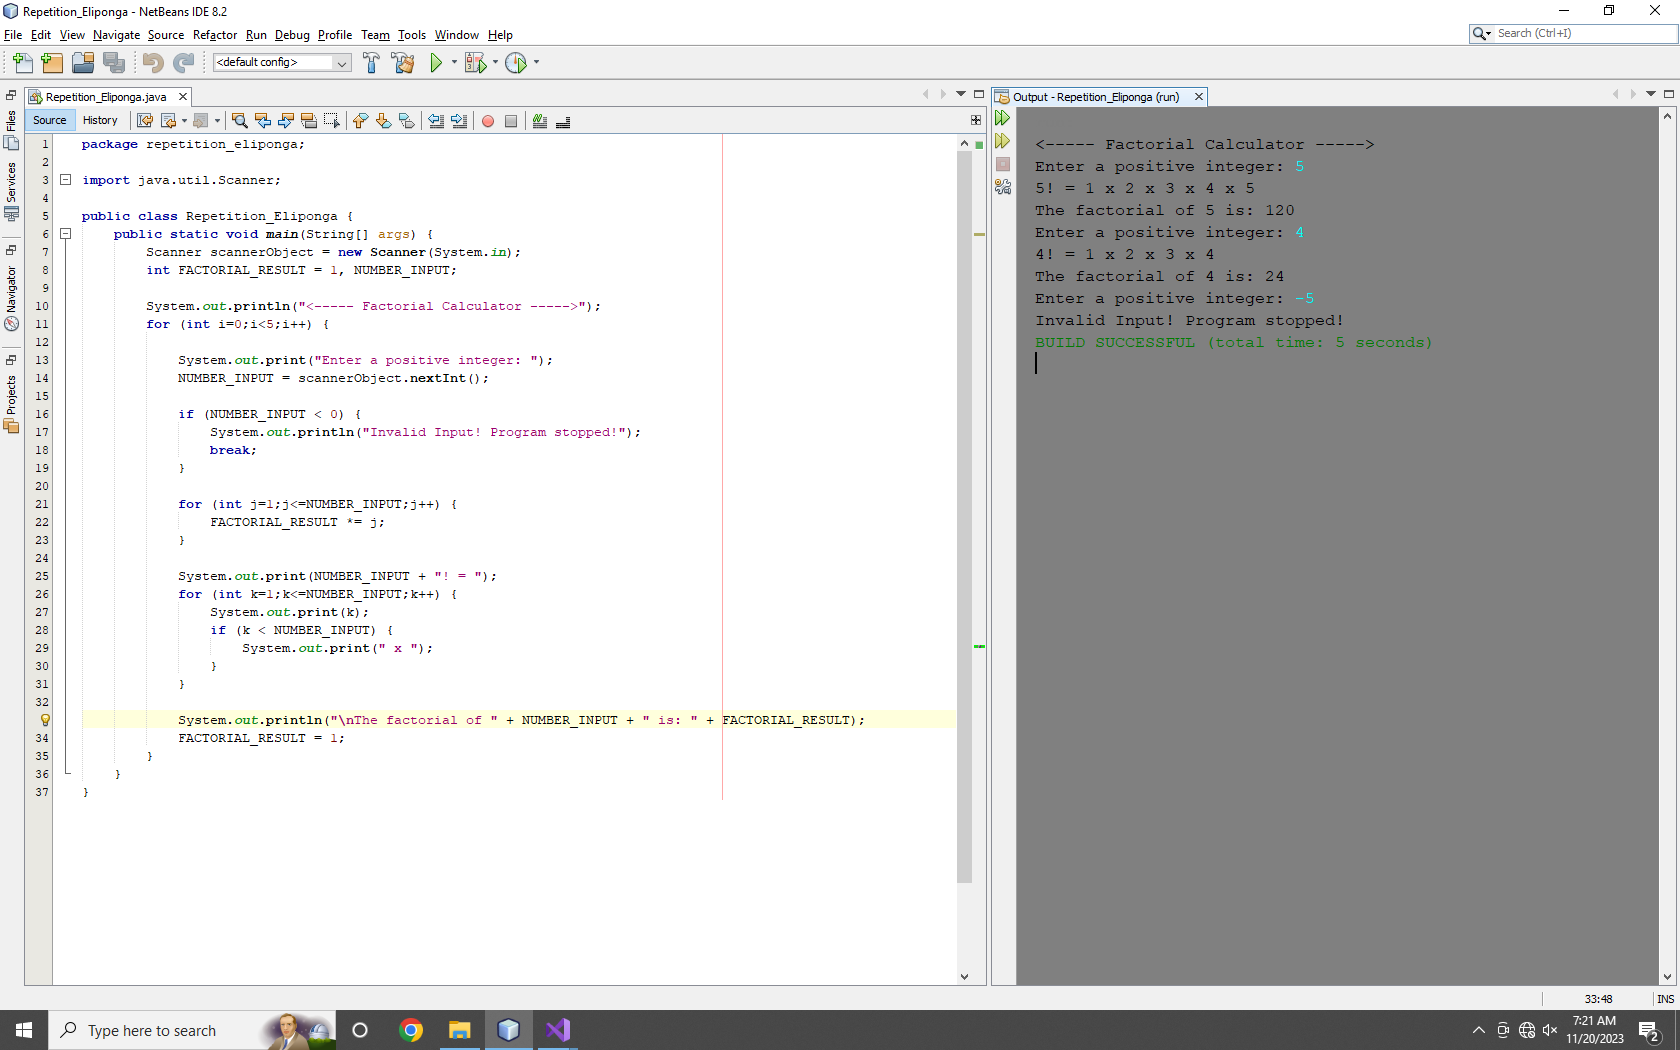 Repetition_Eliponga - NetBeans IDE 8.2
File Edit View Navigate Source Refactor Run Debug Profile Team Tools Window Help
Search (Ctrl+I)
<default config>
Files
Services
Navigator
Projects
Repetition_Eliponga.java
Source History
1 package repetition_eliponga;
2
3 import java.util.Scanner;
4
5 public class Repetition_Eliponga {
6 public static void main(String[] args) {
7 Scanner scannerObject = new Scanner(System.in);
8 int FACTORIAL_RESULT = 1, NUMBER_INPUT;
9
10 System.out.println("<----- Factorial Calculator ----->");
11 for (int i=0;i<5;i++) {
12
13 System.out.print("Enter a positive integer: ");
14 NUMBER_INPUT = scannerObject.nextInt();
15
16 if (NUMBER_INPUT < 0) {
17 System.out.println("Invalid Input! Program stopped!");
18 break;
19 }
20
21 for (int j=1;j<=NUMBER_INPUT;j++) {
22 FACTORIAL_RESULT *= j;
23 }
24
25 System.out.print(NUMBER_INPUT + "! = ");
26 for (int k=1;k<=NUMBER_INPUT;k++) {
27 System.out.print(k);
28 if (k < NUMBER_INPUT) {
29 System.out.print(" x ");
30 }
31 }
32
System.out.println("\nThe factorial of " + NUMBER_INPUT + " is: " + FACTORIAL_RESULT);
34 FACTORIAL_RESULT = 1;
35 }
36 }
37 }
Output - Repetition_Eliponga (run)
<----- Factorial Calculator ----->
Enter a positive integer: 5
5! = 1 x 2 x 3 x 4 x 5
The factorial of 5 is: 120
Enter a positive integer: 4
4! = 1 x 2 x 3 x 4
The factorial of 4 is: 24
Enter a positive integer: -5
Invalid Input! Program stopped!
BUILD SUCCESSFUL (total time: 5 seconds)
33:48 INS
Type here to search
7:21 AM
11/20/2023
2